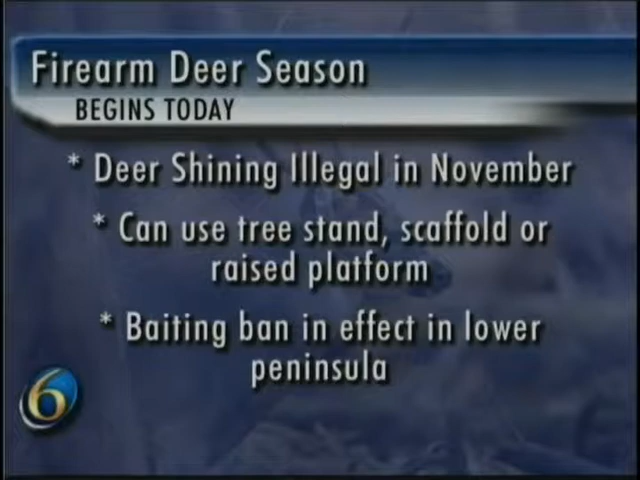 Firearm Deer Season
BEGINS TODAY
* Deer Shining Illegal in November
* Can use tree stand, scaffold or
raised platform
* Baiting ban in effect in lower
peninsula
6